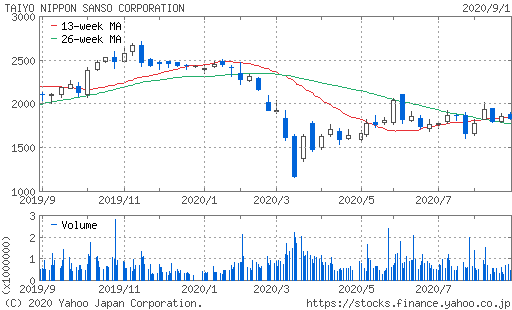 TAIYO NIPPON SANSO CORPORATION 2020/9/1
3000
13-week MA
26-week MA
2500
2000
1500
1000
2019/9 2019/11 2020/1 2020/3 2020/5 2020/7
3
Volume
2
1
0
(x1000000)
2019/9 2019/11 2020/1 2020/3 2020/5 2020/7
(C) 2020 Yahoo Japan Corporation. https://stocks.finance.yahoo.co.jp/